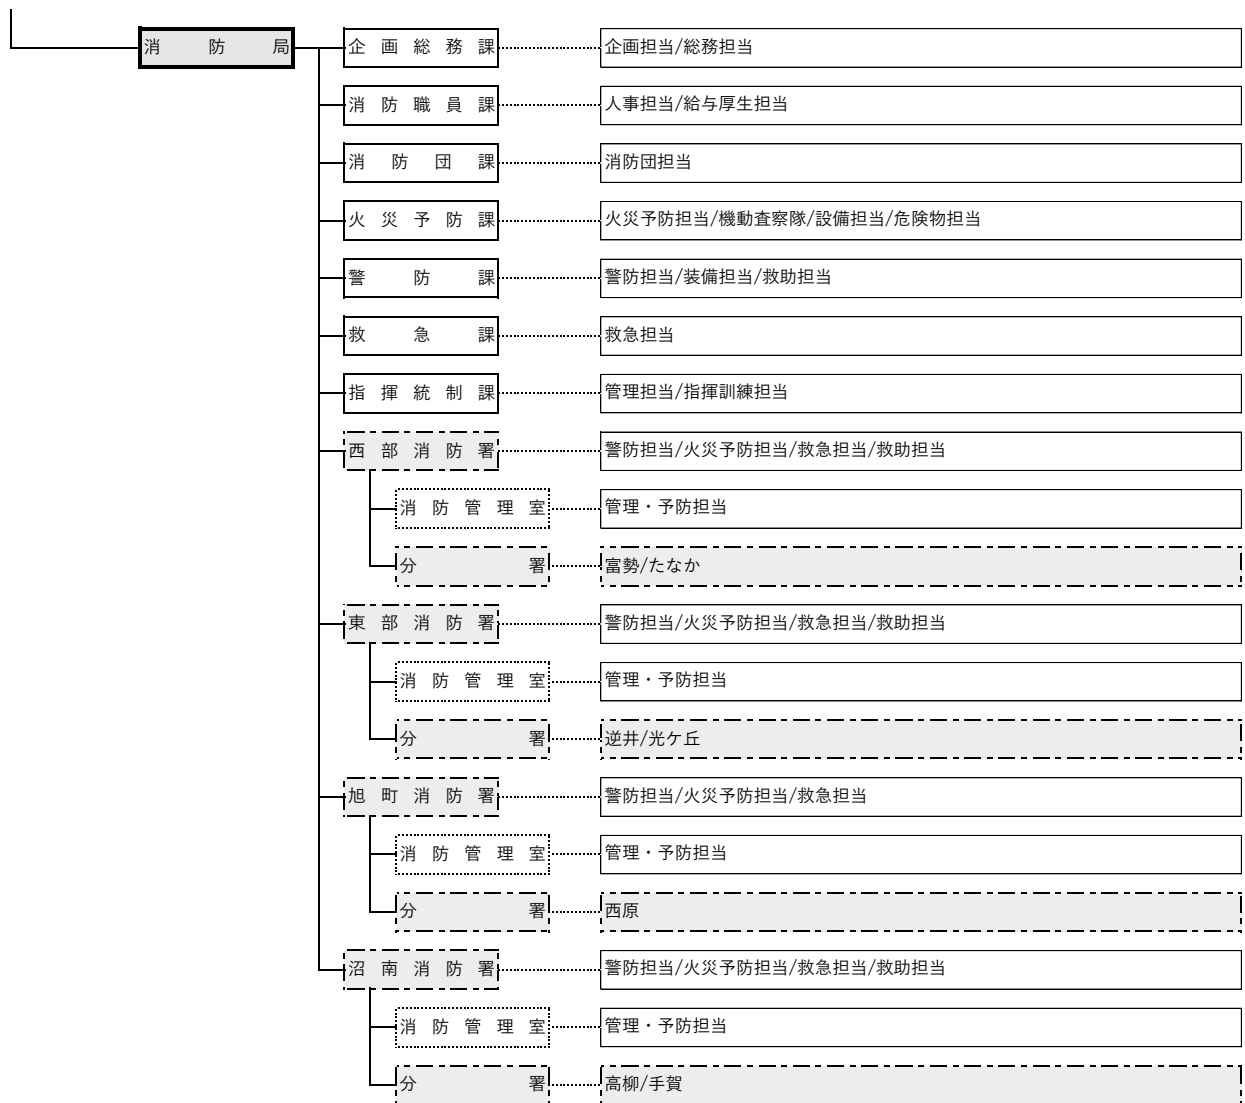 消防局 企画総務課 企画担当/総務担当
消防職員課 人事担当/給与厚生担当
消防団課 消防団担当
火災予防課 火災予防担当/機動査察隊/設備担当/危険物担当
警防課 警防担当/装備担当/救助担当
救急課 救急担当
指揮統制課 管理担当/指揮訓練担当
西部消防署 警防担当/火災予防担当/救急担当/救助担当
消防管理室 管理・予防担当
分署 富勢/たなか
東部消防署 警防担当/火災予防担当/救急担当/救助担当
消防管理室 管理・予防担当
分署 逆井/光ケ丘
旭町消防署 警防担当/火災予防担当/救急担当
消防管理室 管理・予防担当
分署 西原
沼南消防署 警防担当/火災予防担当/救急担当/救助担当
消防管理室 管理・予防担当
分署 高柳/手賀